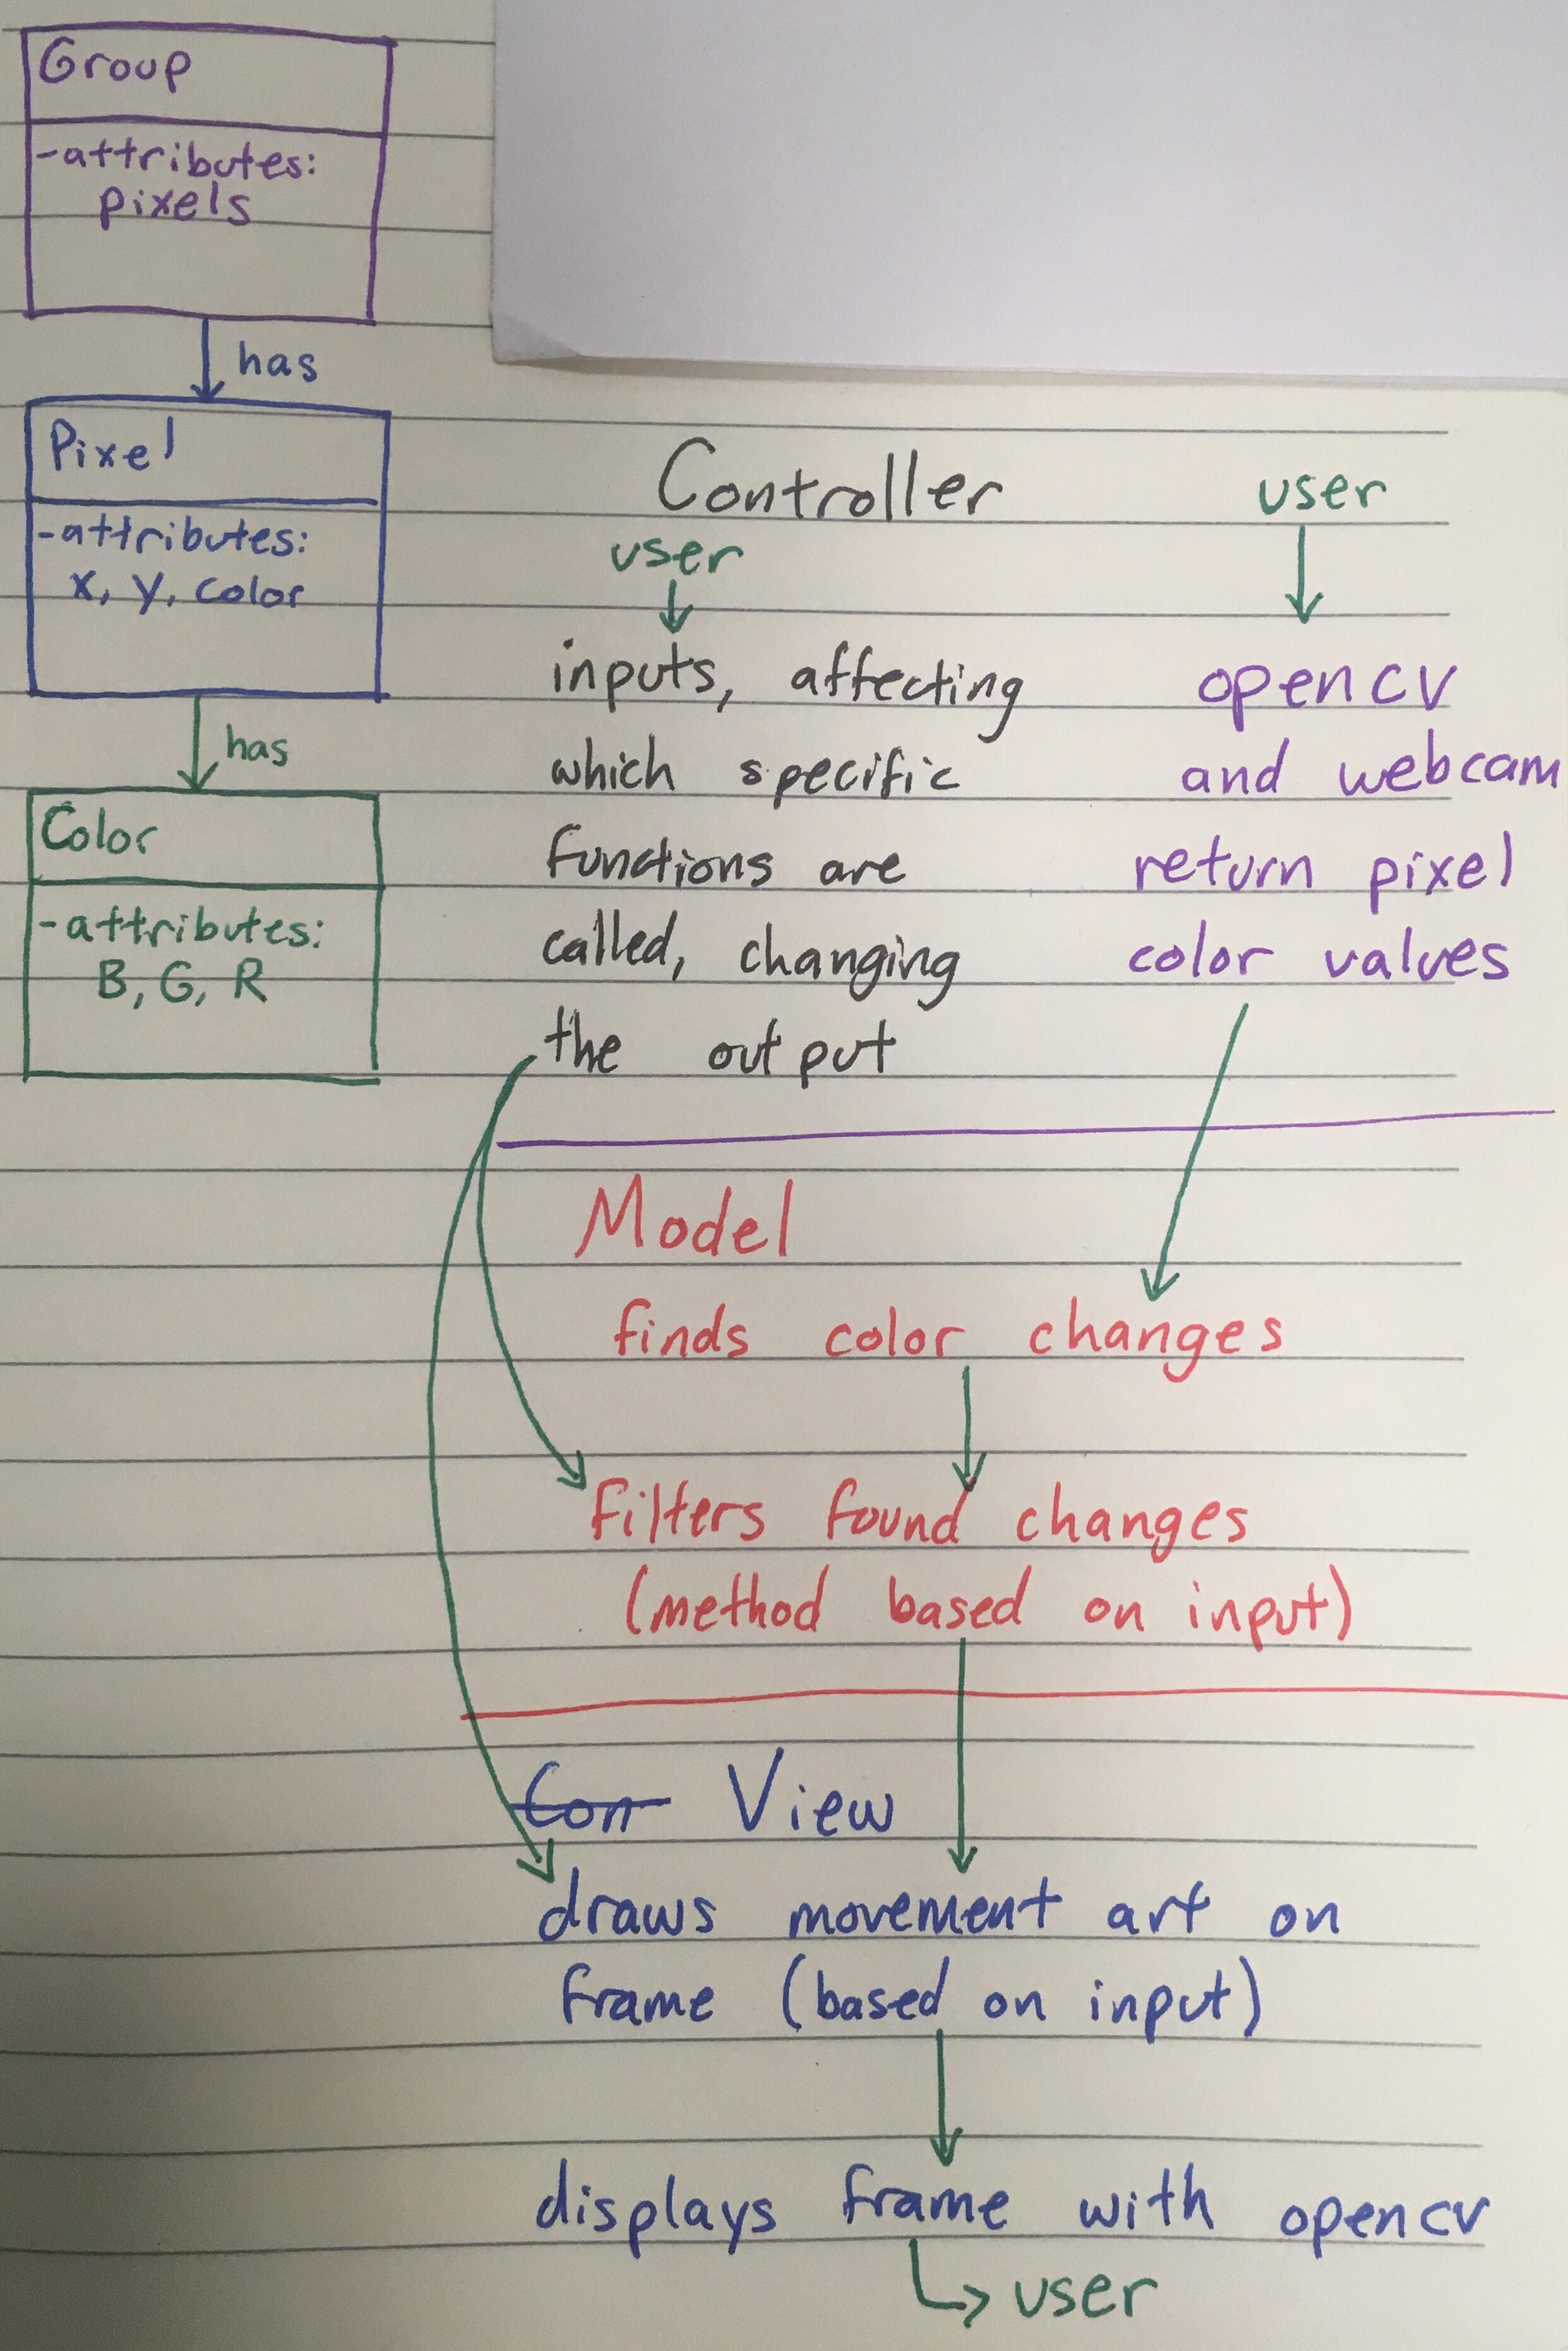 Group
-attributes:
pixels
has
Pixel
-attributes:
x, y, color
has
Color
-attributes:
B, G, R
Controller
user
inputs, affecting
which specific
functions are
called, changing
the output
user
opencv
and webcam
return pixel
color values
Model
finds color changes
filters found changes
(method based on input)
Con View
draws movement art on
frame (based on input)
displays frame with opencv
user